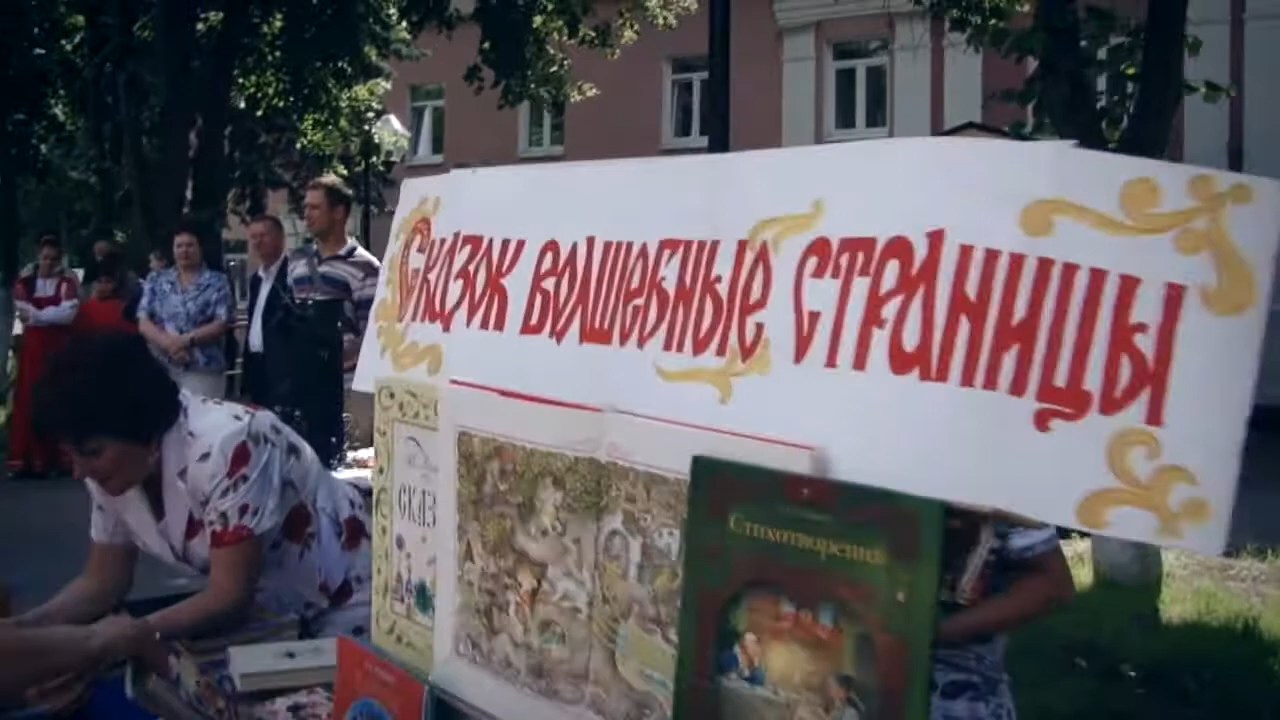 Сказок волшебные страницы
СКАЗ
Стихотворения